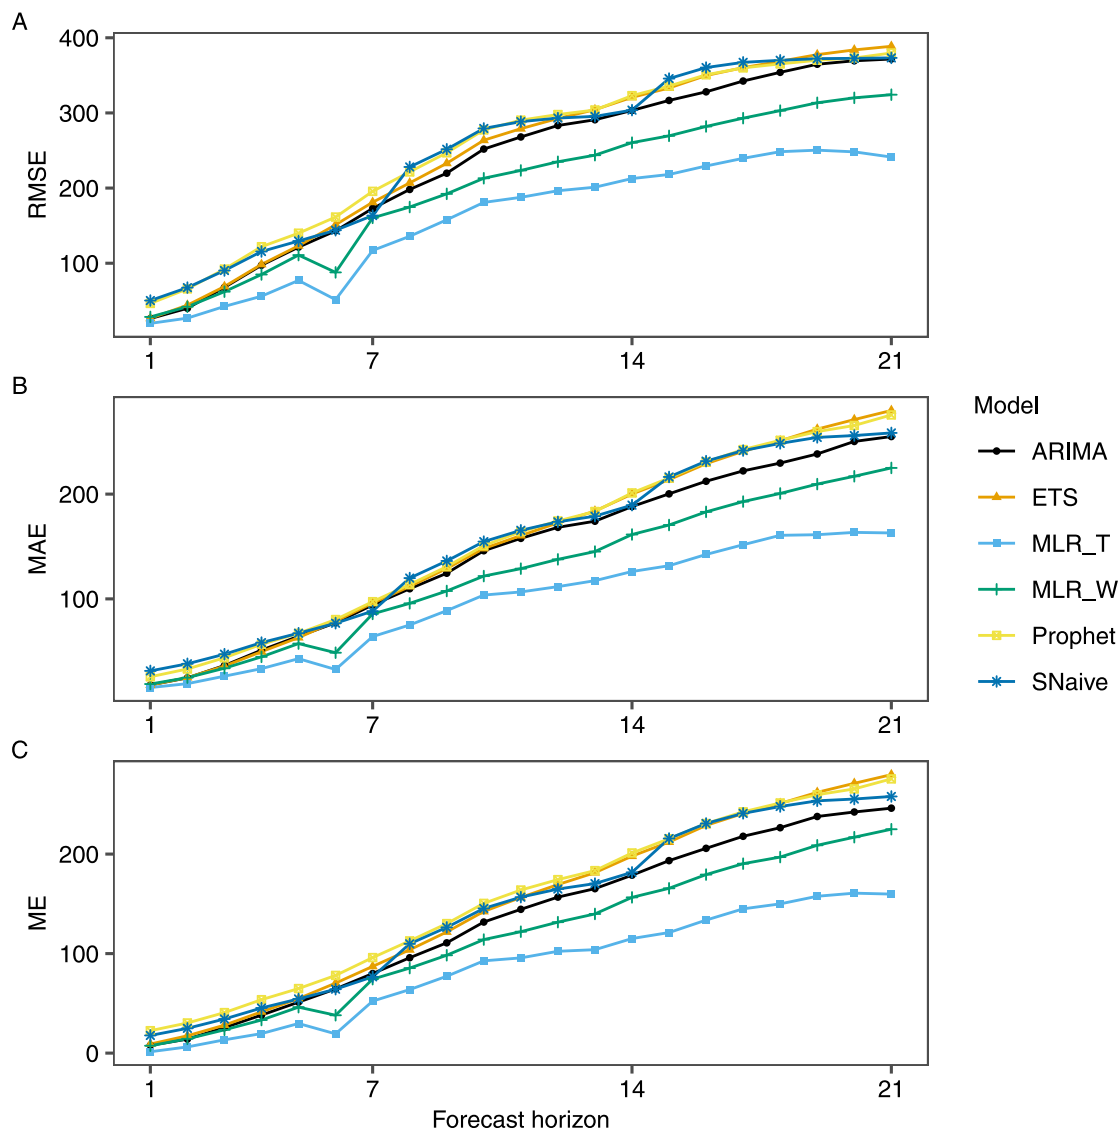 A
400
300
200
100
RMSE
1 7 14 21
B
200
100
MAE
1 7 14 21
Model
ARIMA
ETS
MLR_T
MLR_W
Prophet
SNaive
C
200
100
0
ME
1 7 14 21
Forecast horizon